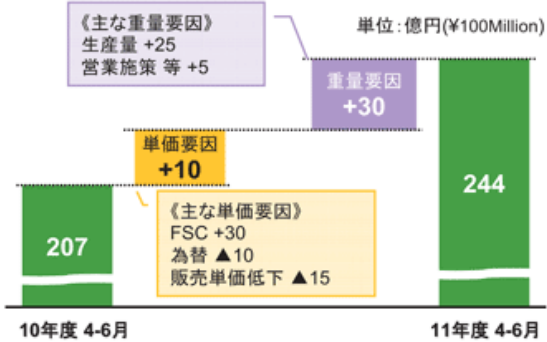 《主な重量要因》
生産量 +25
営業施策 等 +5
単位:億円(¥100Million)
重量要因
+30
単価要因
+10
244
《主な単価要因》
FSC +30
為替 ▲10
販売単価低下 ▲15
207
10年度 4-6月
11年度 4-6月